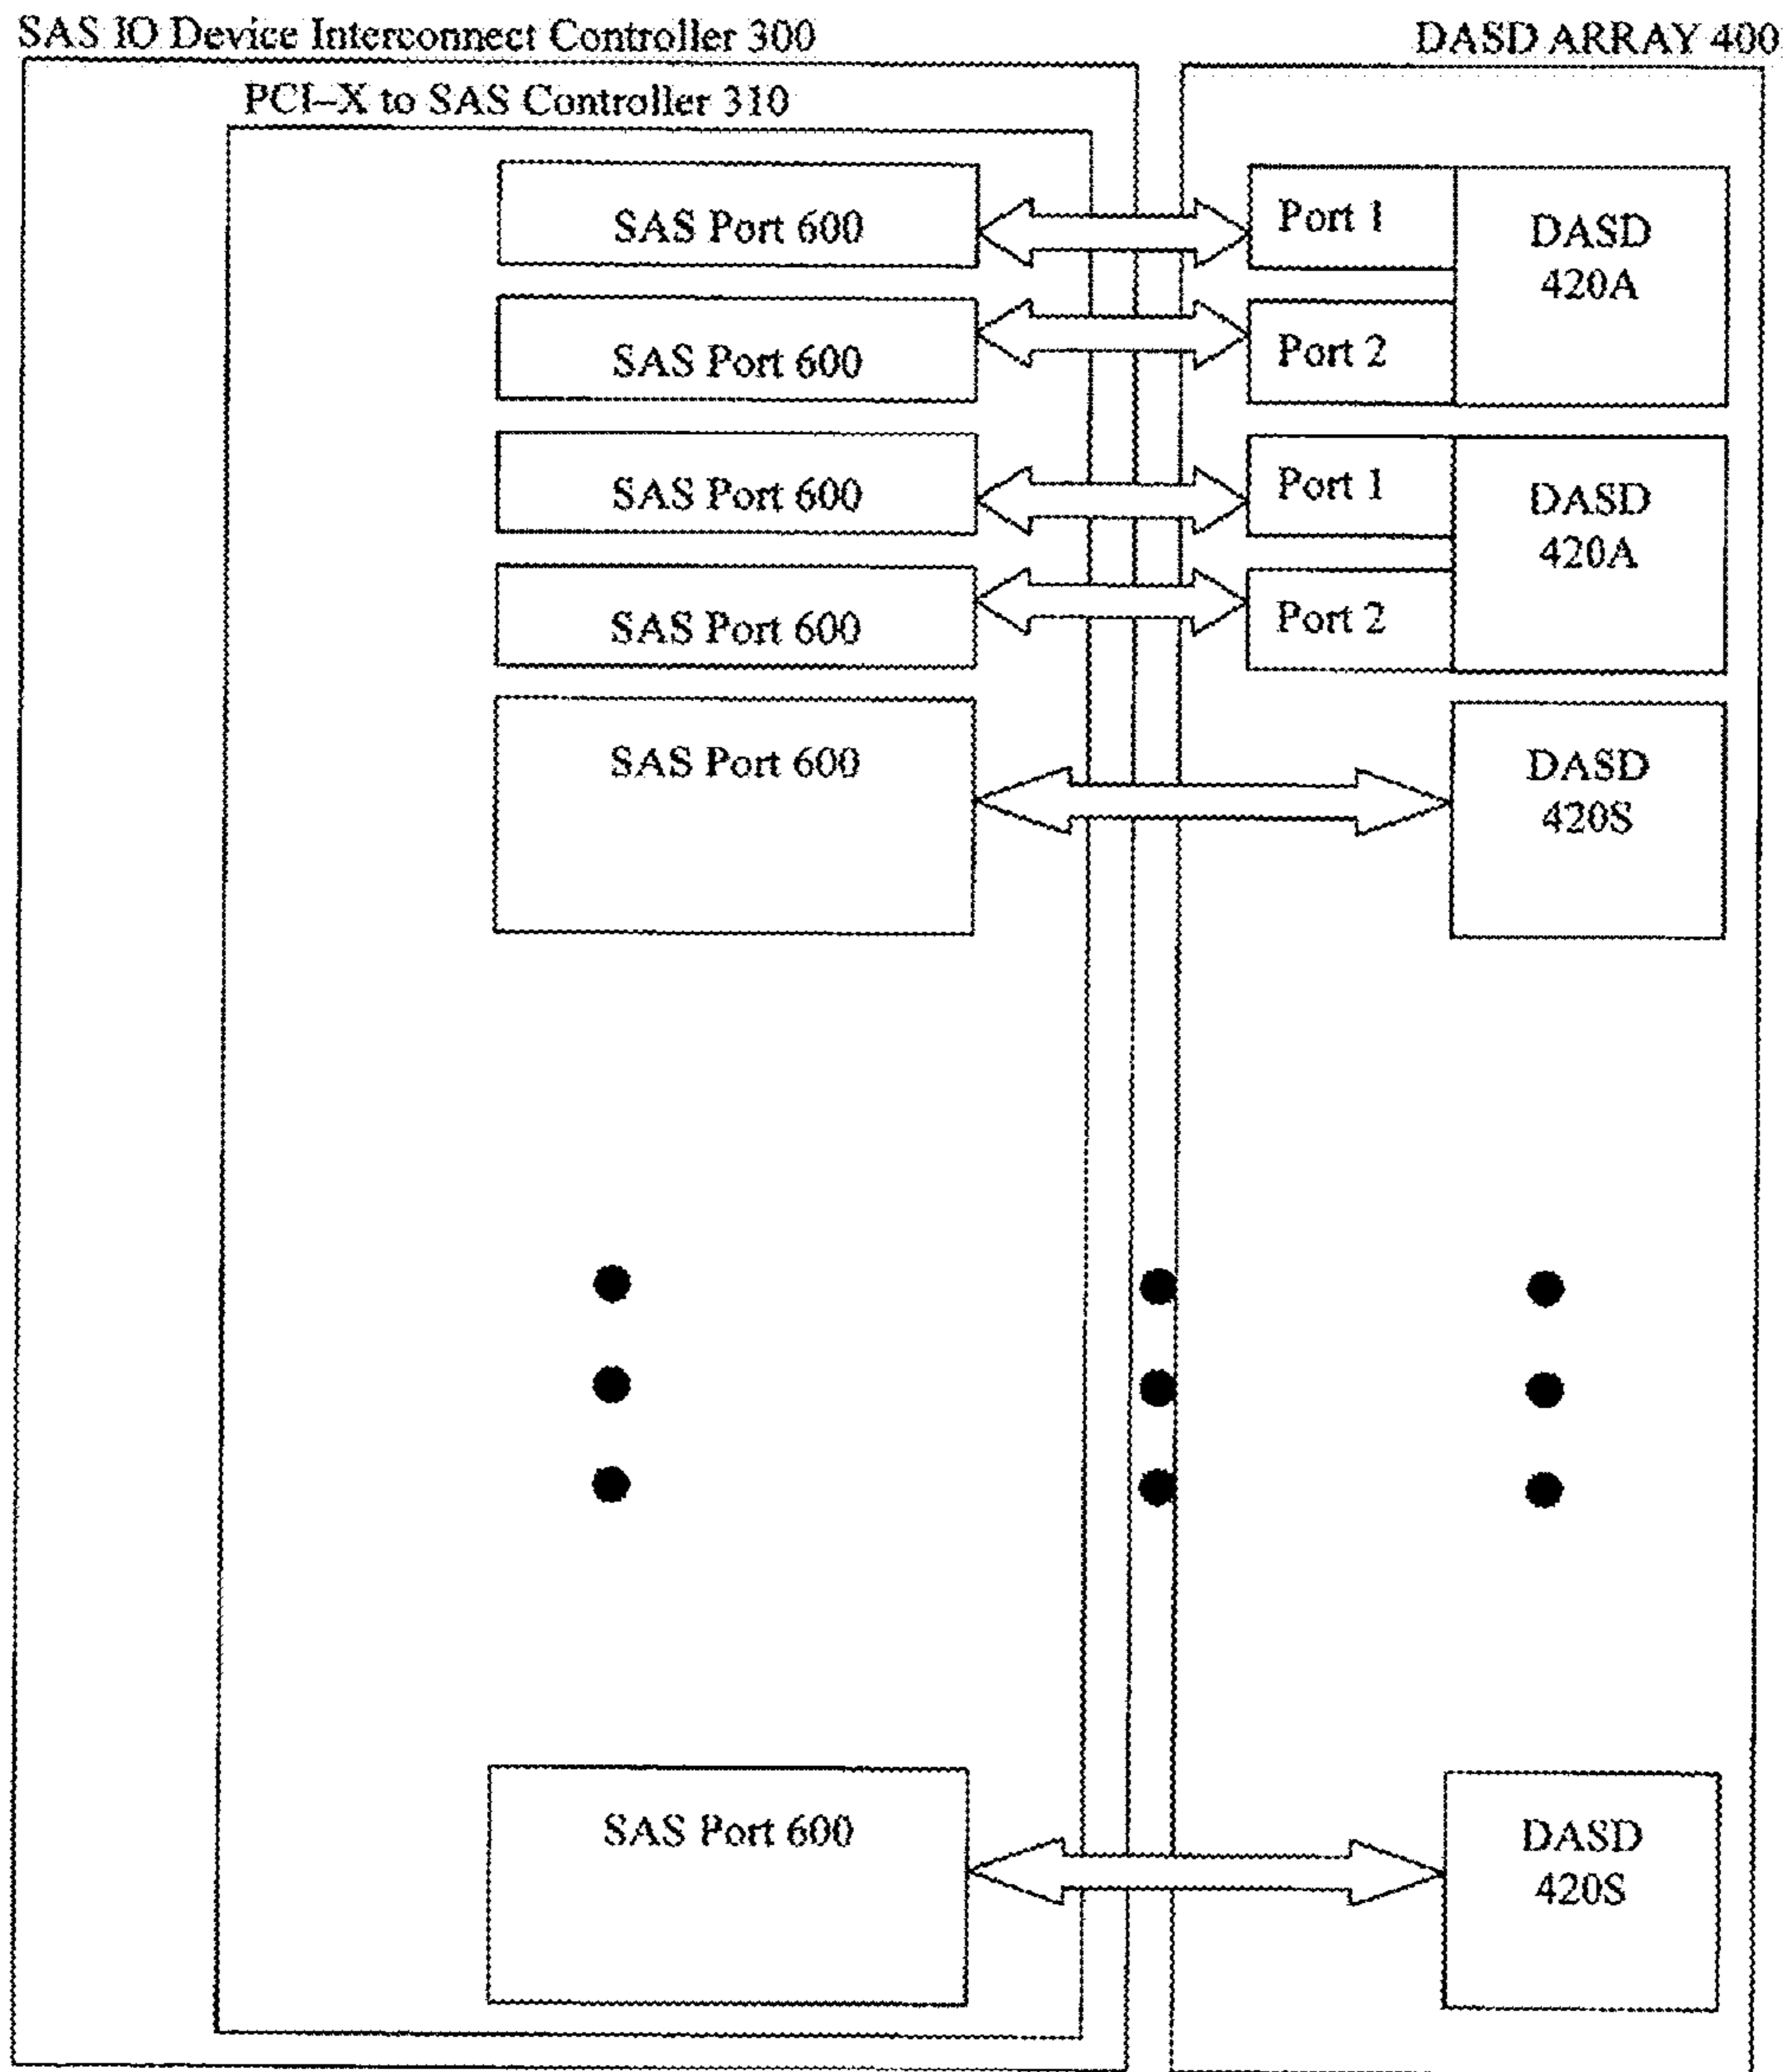 SAS IO Device Interconnect Controller 300
DASD ARRAY 400
PCI-X to SAS Controller 310
SAS Port 600
Port 1
DASD
420A
SAS Port 600
Port 2
SAS Port 600
Port 1
DASD
420A
SAS Port 600
Port 2
SAS Port 600
DASD
420S
SAS Port 600
DASD
420S